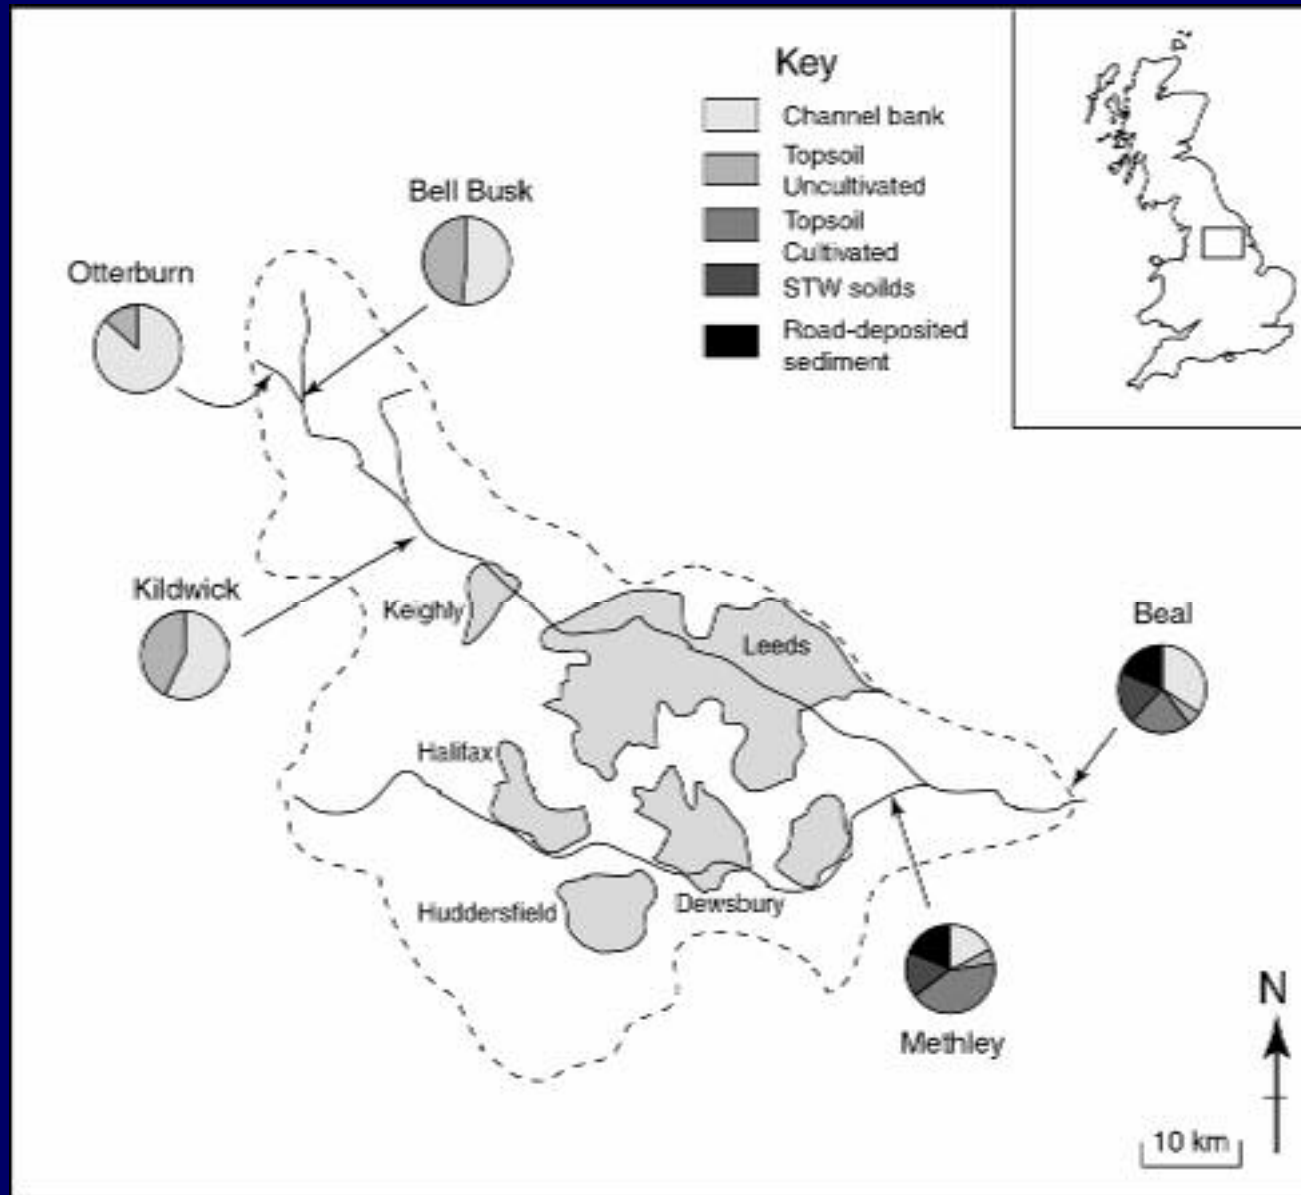 Key
Channel bank
Topsoil
Uncultivated
Topsoil
Cultivated
STW soilds
Road-deposited
sediment
Bell Busk
Otterburn
Kildwick
Keighly
Leeds
Beal
Halifax
Huddersfield
Dewsbury
Methley
N
10 km